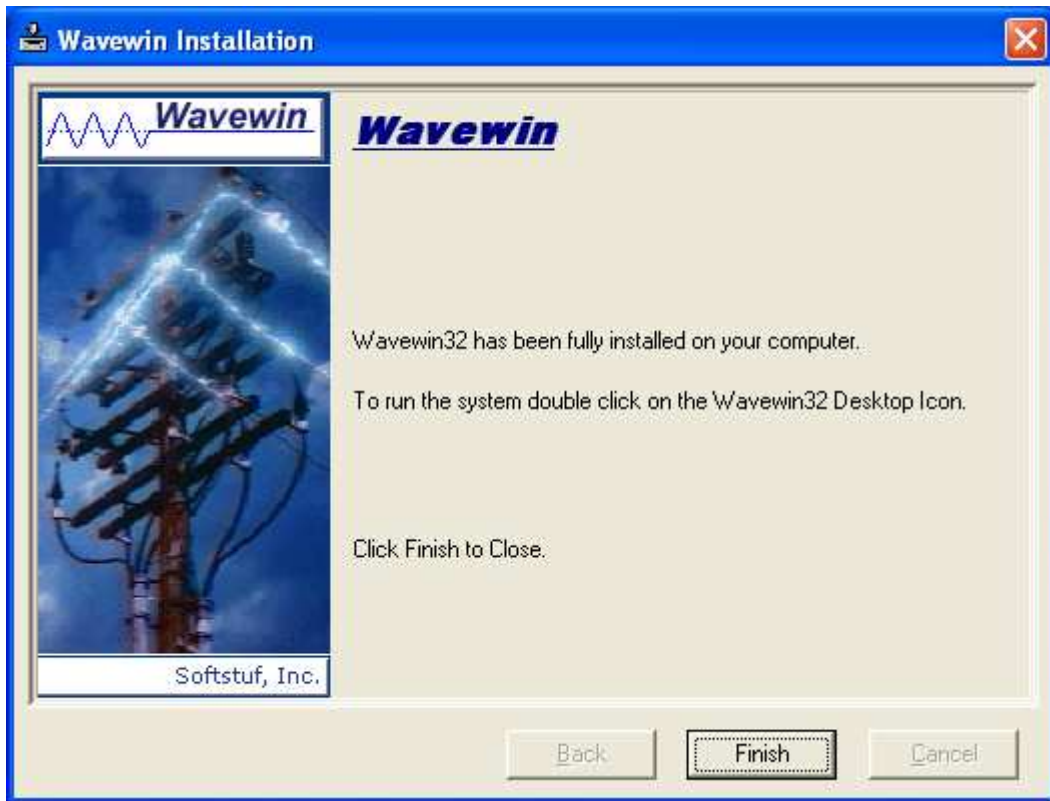 Wavewin Installation
Wavewin
Wavewin
Wavewin32 has been fully installed on your computer.
To run the system double click on the Wavewin32 Desktop Icon.
Click Finish to Close.
Softstuf, Inc.
Back
Finish
Cancel